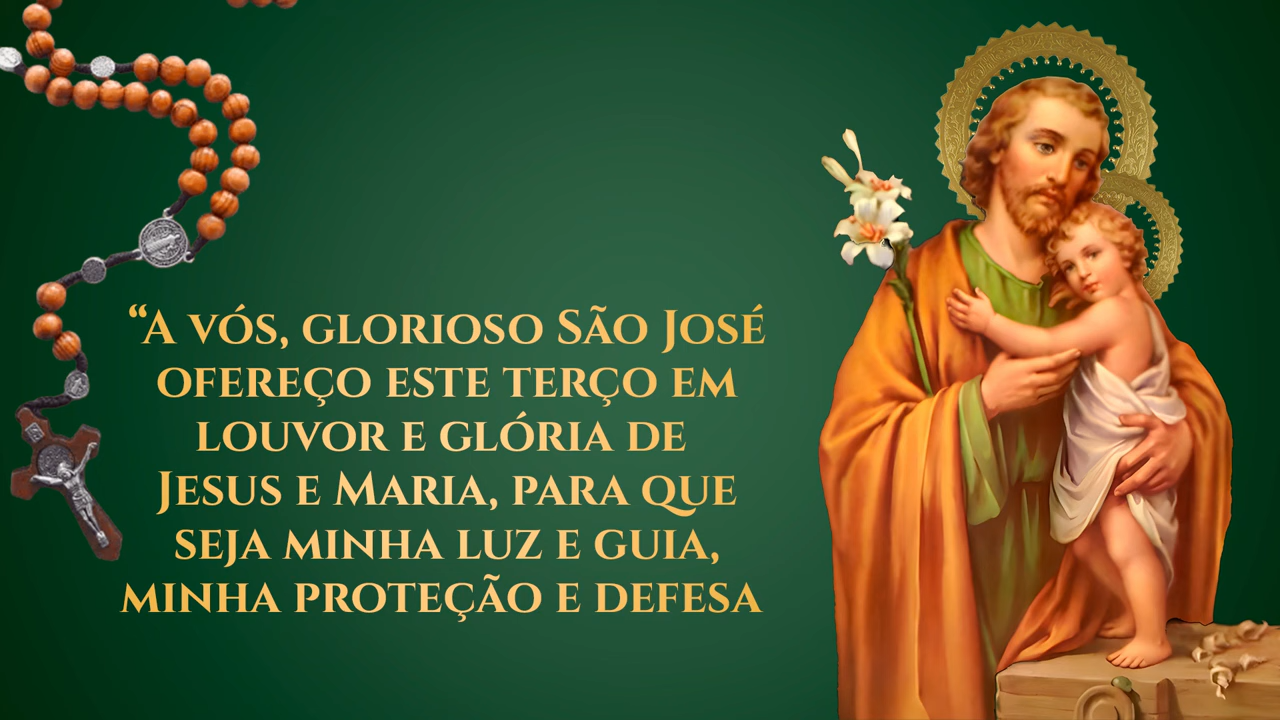 “A vós, glorioso São José
ofereço este terço em
louvor e glória de
Jesus e Maria, para que
seja minha luz e guia,
minha proteção e defesa